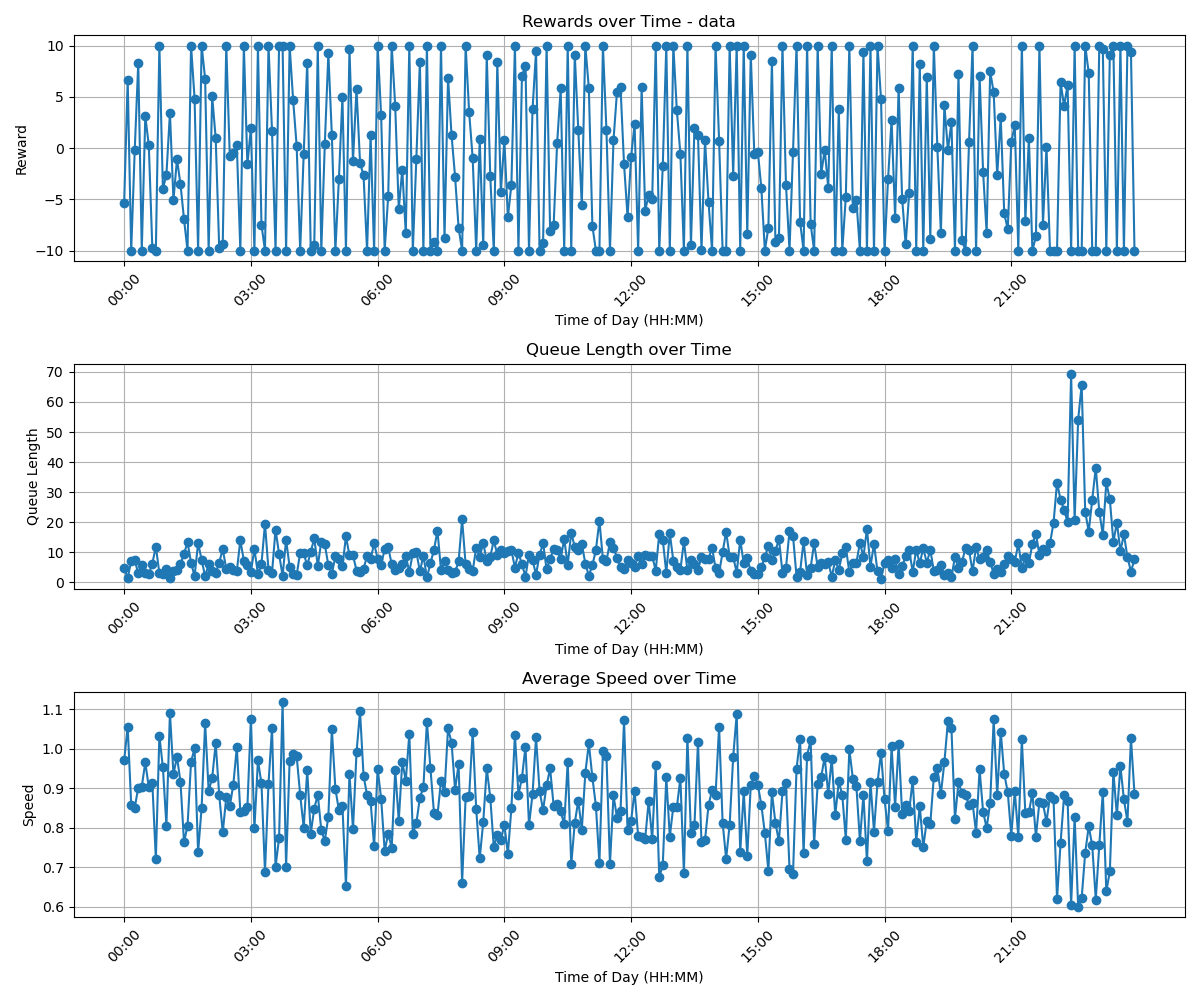 Rewards over Time - data
10
5
0
−5
−10
Reward
00:00 03:00 06:00 09:00 12:00 15:00 18:00 21:00
Time of Day (HH:MM)
Queue Length over Time
70
60
50
40
30
20
10
0
Queue Length
00:00 03:00 06:00 09:00 12:00 15:00 18:00 21:00
Time of Day (HH:MM)
Average Speed over Time
1.1
1.0
0.9
0.8
0.7
0.6
Speed
00:00 03:00 06:00 09:00 12:00 15:00 18:00 21:00
Time of Day (HH:MM)